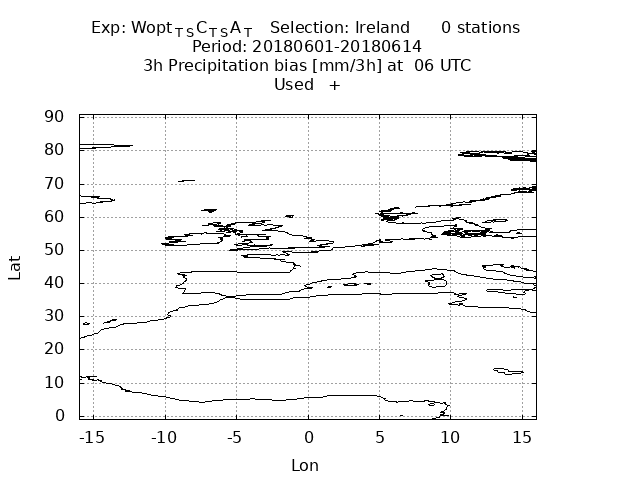 Exp: Wopt_TS C_TS A_T   Selection: Ireland      0 stations
Period: 20180601-20180614
3h Precipitation bias [mm/3h] at  06 UTC
Used   +
90
80
70
60
50
40
30
20
10
0
Lat
-15 -10 -5 0 5 10 15
Lon